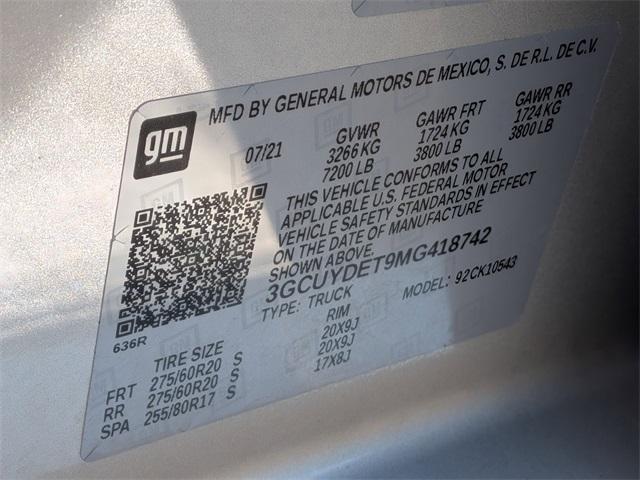 gm
MFD BY GENERAL MOTORS DE MEXICO, S. DE R.L. DE C.V.
07/21
GVWR
3266 KG
7200 LB
GAWR FRT
1724 KG
3800 LB
GAWR RR
1724 KG
3800 LB
THIS VEHICLE CONFORMS TO ALL
APPLICABLE U.S. FEDERAL MOTOR
VEHICLE SAFETY STANDARDS IN EFFECT
ON THE DATE OF MANUFACTURE
SHOWN ABOVE.
3GCUYDET9MG418742
TYPE: TRUCK
MODEL: 92CK10543
636R
TIRE SIZE
RIM
FRT 275/60R20 S 20X9J
RR 275/60R20 S 20X9J
SPA 255/80R17 S 17X8J